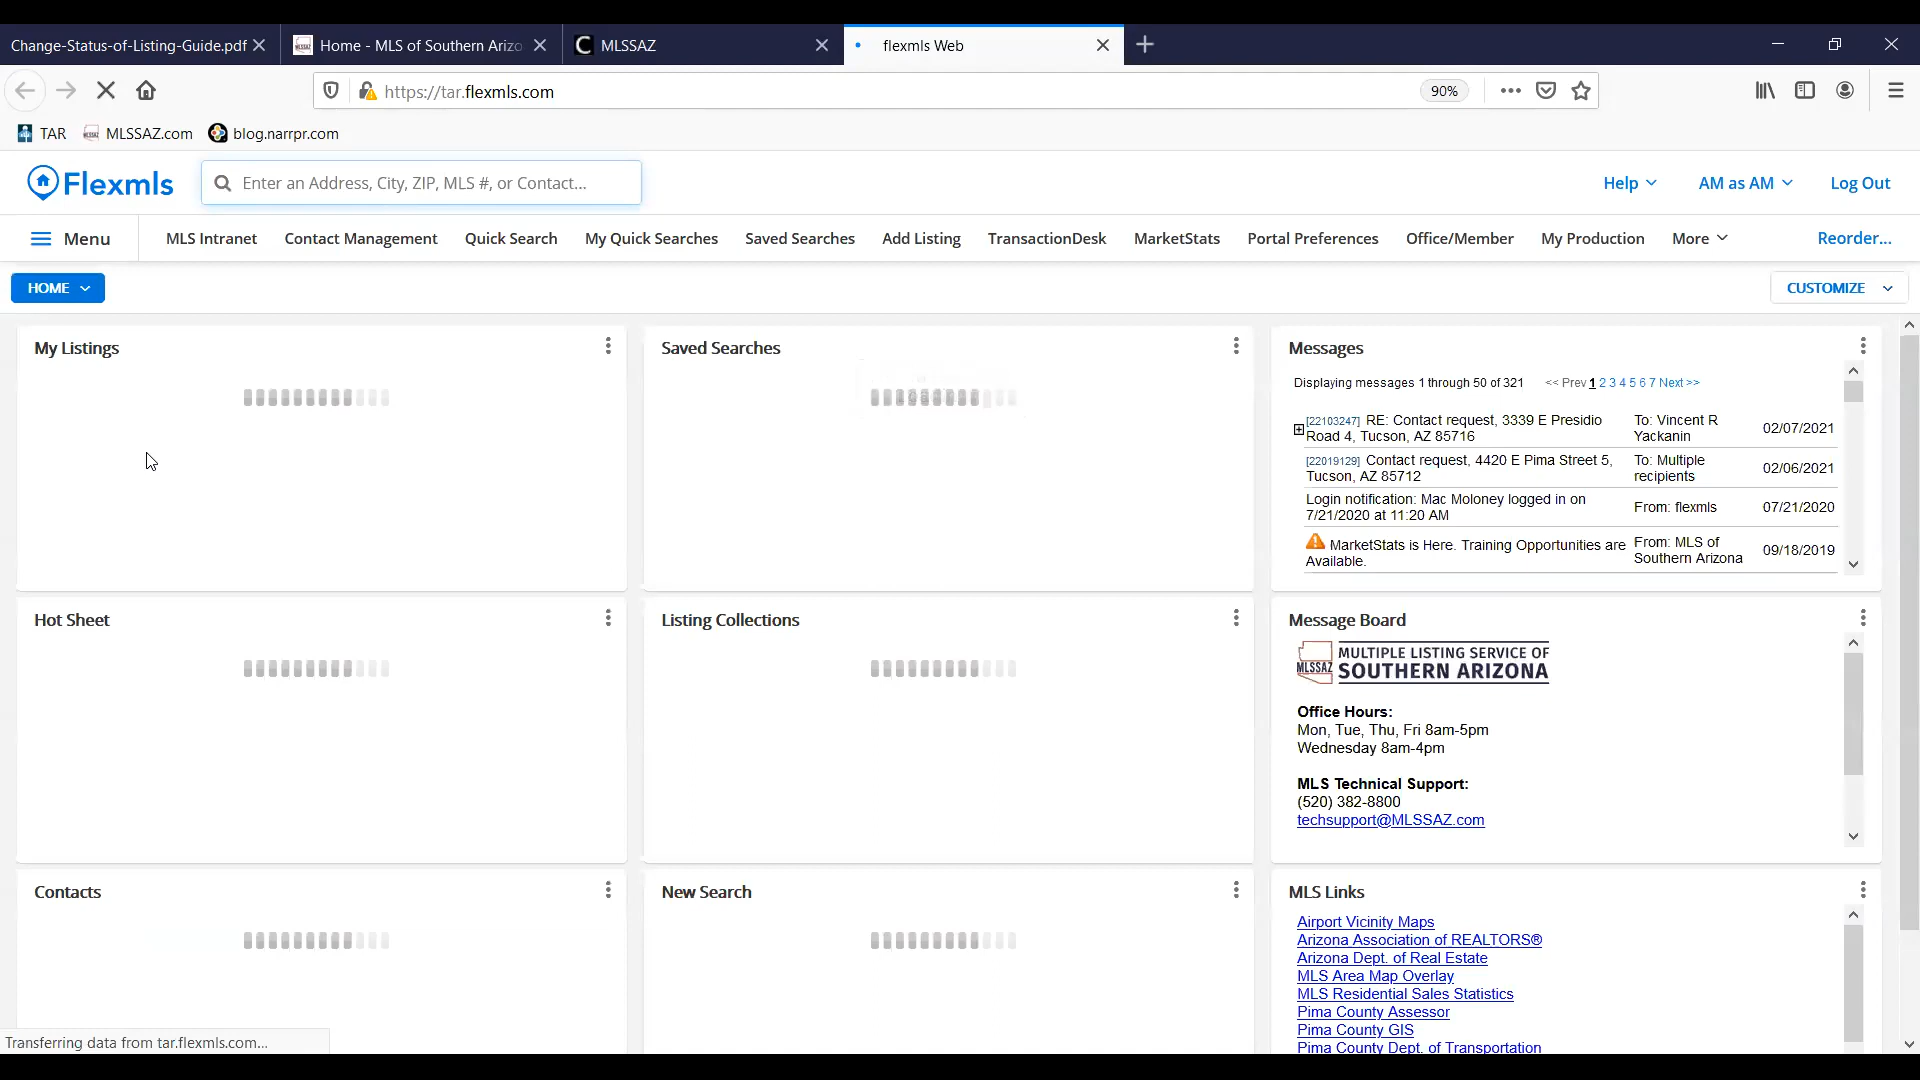 Change-Status-of-Listing-Guide.pdf
Home - MLS of Southern Arizo
MLSSAZ
flexmls Web
https://tar.flexmls.com
90%
TAR
MLSSAZ.com
blog.narrpr.com
Flexmls
Enter an Address, City, ZIP, MLS #, or Contact...
Help
AM as AM
Log Out
Menu
MLS Intranet
Contact Management
Quick Search
My Quick Searches
Saved Searches
Add Listing
TransactionDesk
MarketStats
Portal Preferences
Office/Member
My Production
More
Reorder...
HOME
CUSTOMIZE
My Listings
Saved Searches
Messages
Displaying messages 1 through 50 of 321 << Prev 1 2 3 4 5 6 7 Next >>
[22103247] RE: Contact request, 3339 E Presidio
Road 4, Tucson, AZ 85716
To: Vincent R
Yackanin
02/07/2021
[22019129] Contact request, 4420 E Pima Street 5,
Tucson, AZ 85712
To: Multiple
recipients
02/06/2021
Login notification: Mac Moloney logged in on
7/21/2020 at 11:20 AM
From: flexmls
07/21/2020
MarketStats is Here. Training Opportunities are
Available.
From: MLS of
Southern Arizona
09/18/2019
Hot Sheet
Listing Collections
Message Board
MLSSAZ
MULTIPLE LISTING SERVICE OF
SOUTHERN ARIZONA
Office Hours:
Mon, Tue, Thu, Fri 8am-5pm
Wednesday 8am-4pm
MLS Technical Support:
(520) 382-8800
techsupport@MLSSAZ.com
Contacts
New Search
MLS Links
Airport Vicinity Maps
Arizona Association of REALTORS®
Arizona Dept. of Real Estate
MLS Area Map Overlay
MLS Residential Sales Statistics
Pima County Assessor
Pima County GIS
Pima County Dept. of Transportation
Transferring data from tar.flexmls.com...